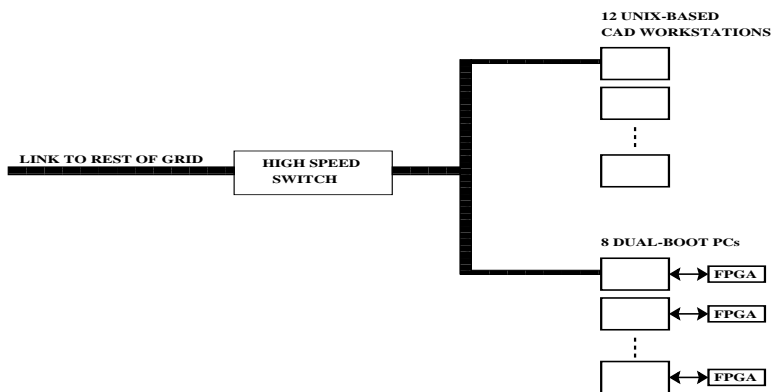 12 UNIX-BASED
CAD WORKSTATIONS
LINK TO REST OF GRID
HIGH SPEED
SWITCH
8 DUAL-BOOT PCs
FPGA
FPGA
FPGA